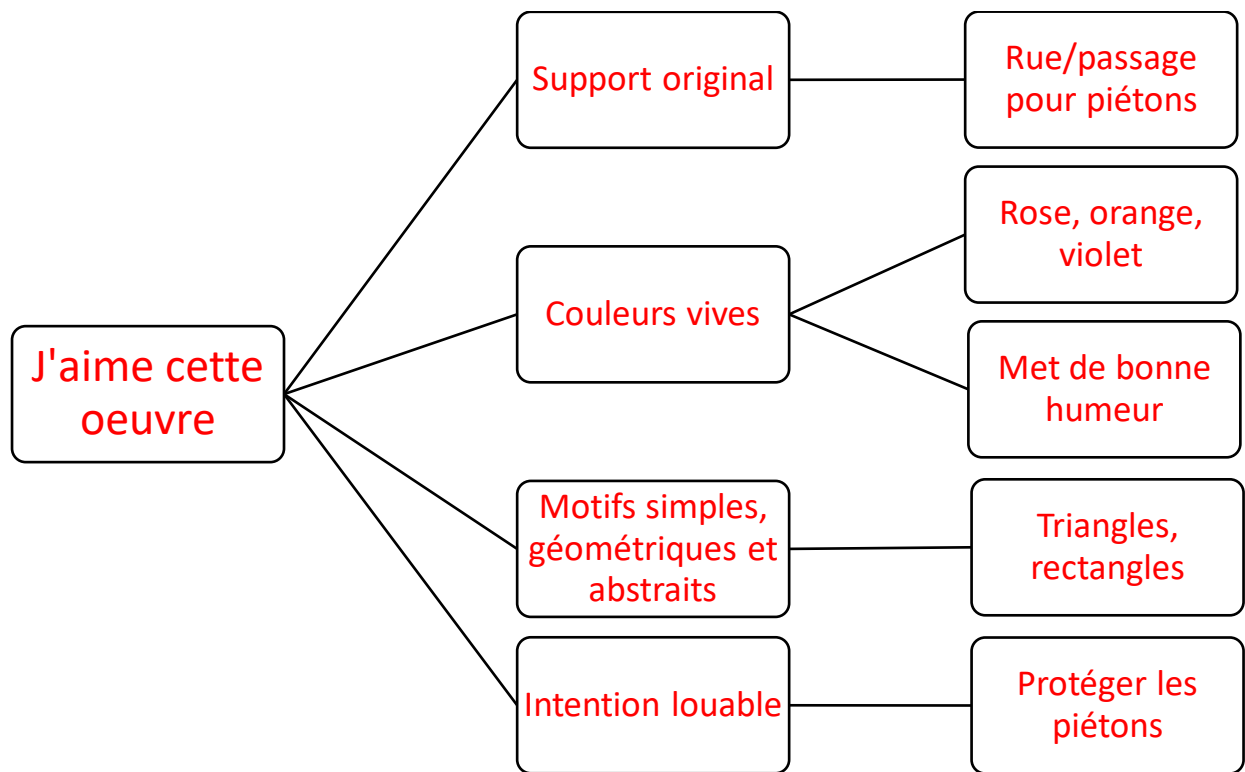 J'aime cette
oeuvre
Support original
Rue/passage
pour piétons
Couleurs vives
Rose, orange,
violet
Met de bonne
humeur
Motifs simples,
géométriques et
abstraits
Triangles,
rectangles
Intention louable
Protéger les
piétons